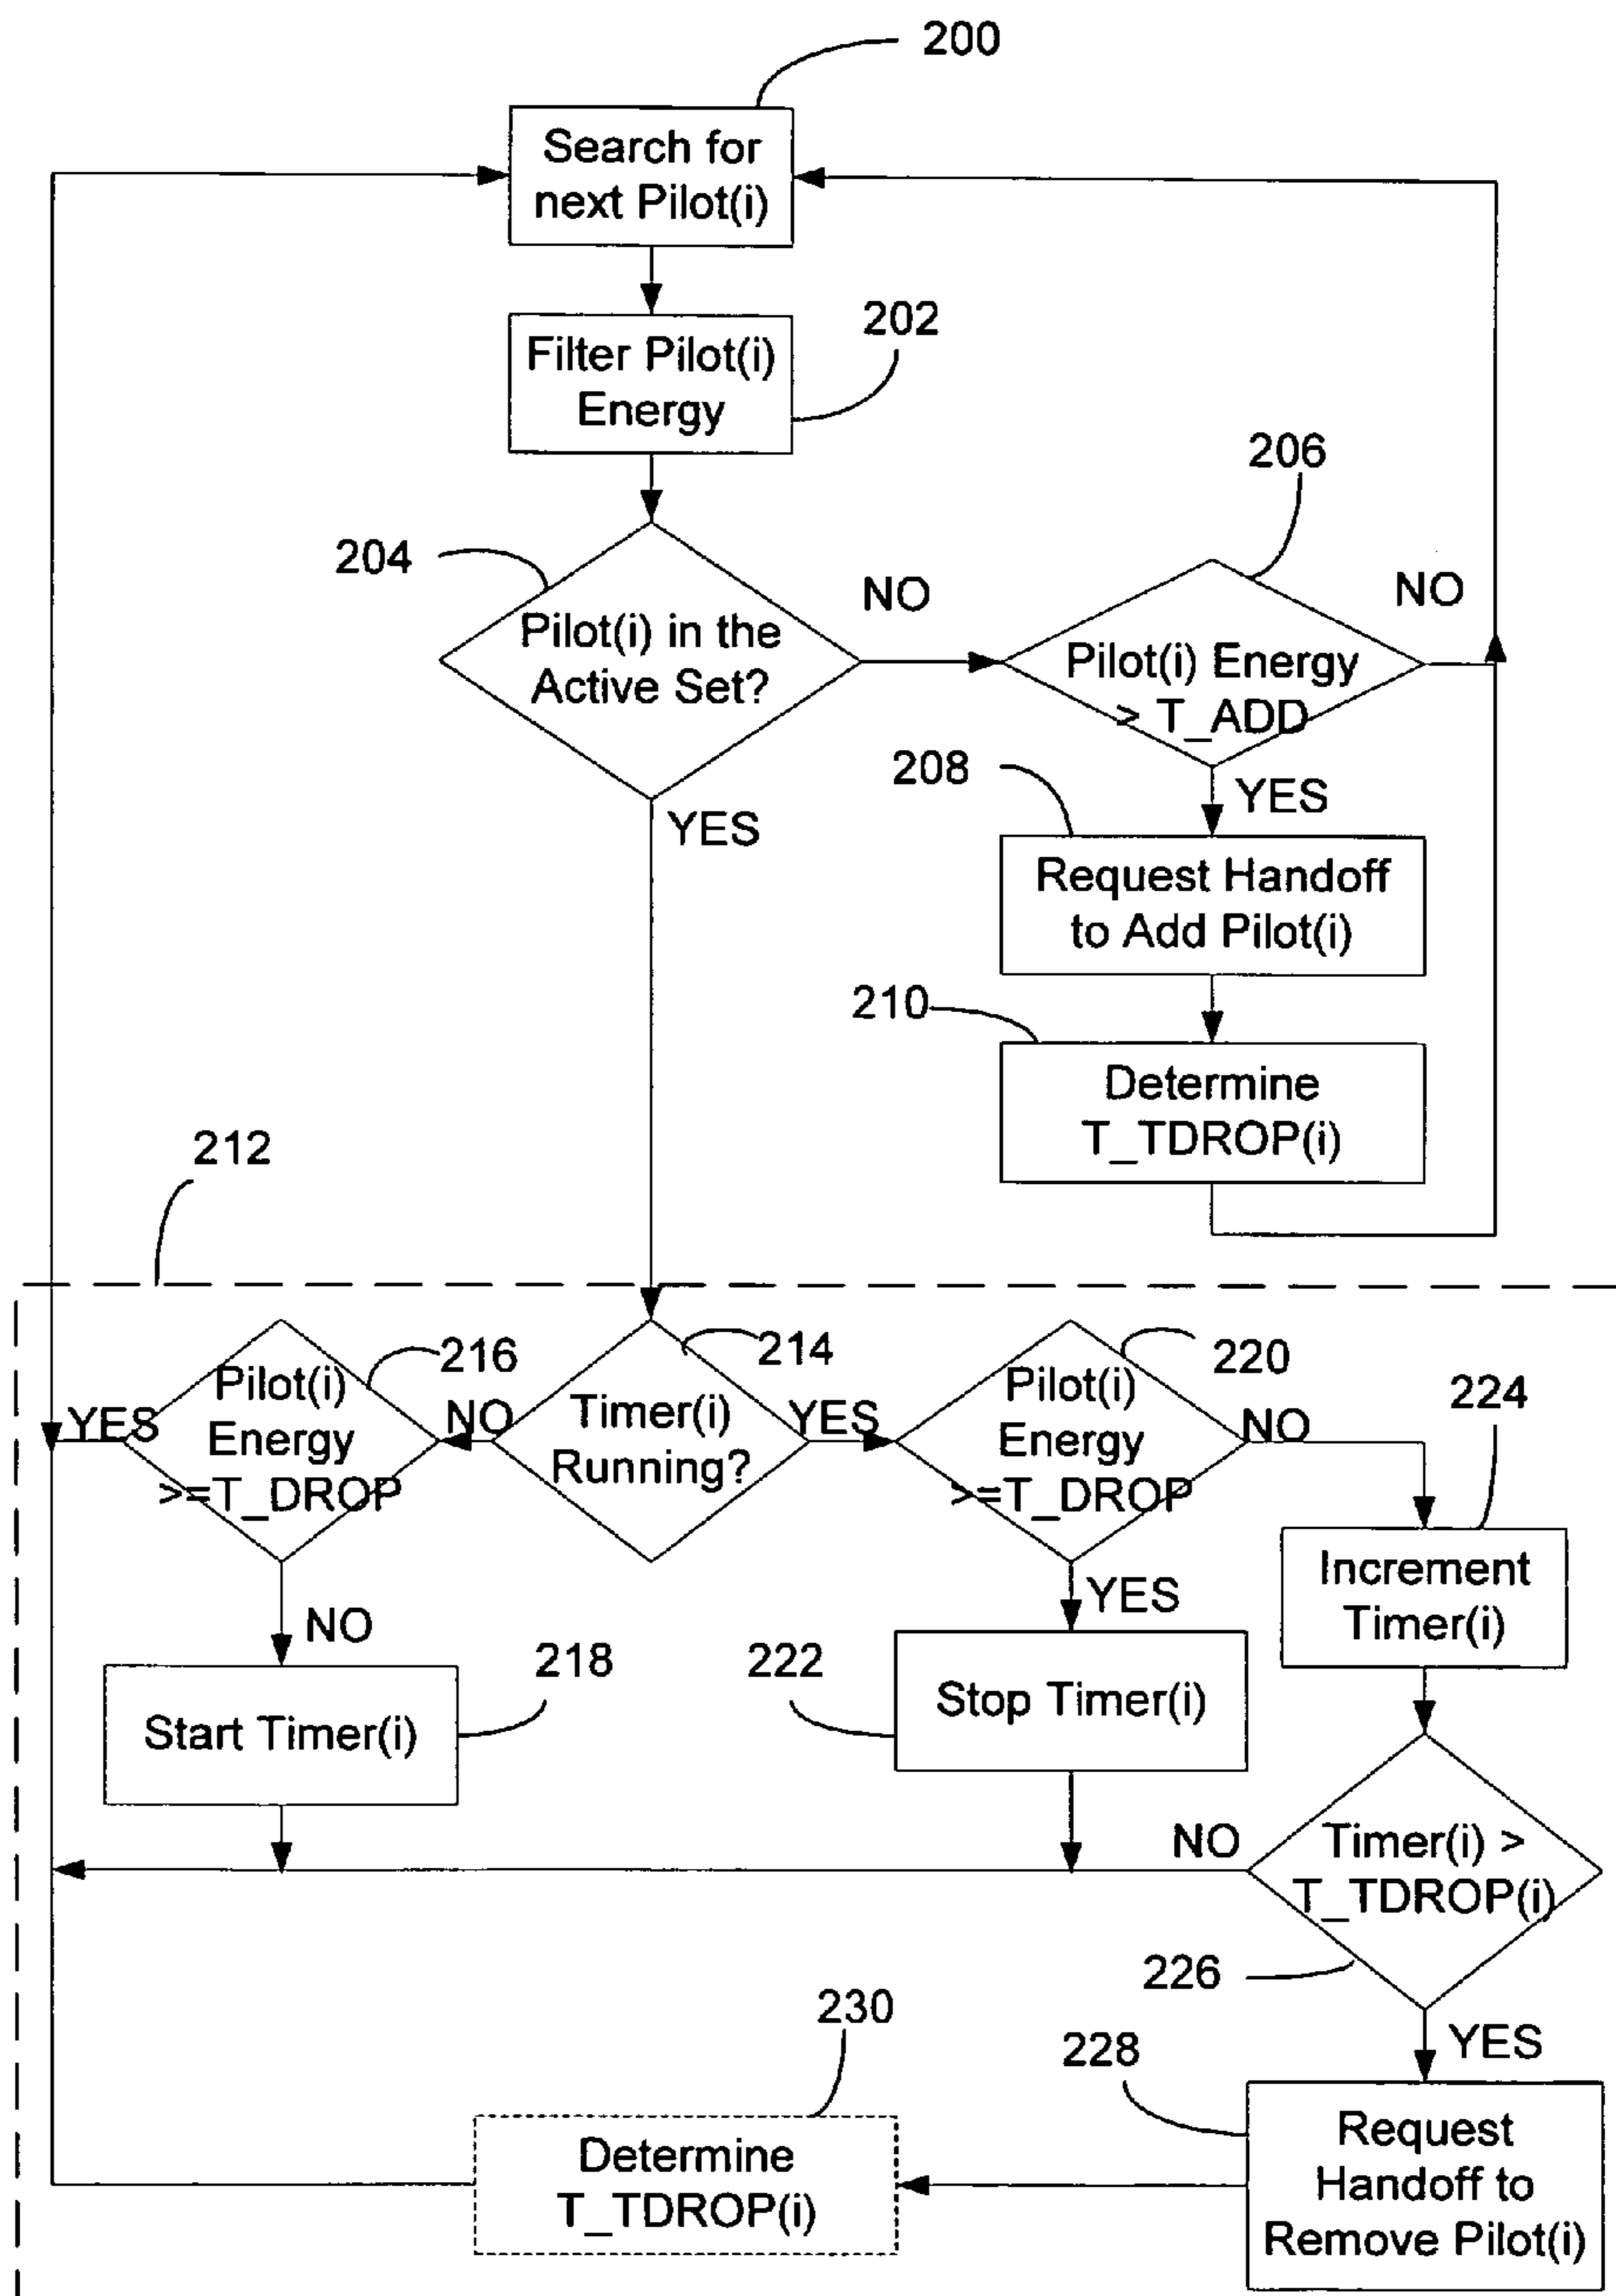 200
Search for
next Pilot(i)
202
Filter Pilot(i)
Energy
206
204
NO
NO
Pilot(i) in the
Active Set?
Pilot(i) Energy
> T_ADD
208
YES
YES
Request Handoff
to Add Pilot(i)
210
Determine
T_TDROP(i)
212
216
214
220
224
Pilot(i)
Energy
>=T_DROP
YES
NO
Timer(i)
Running?
YES
Pilot(i)
Energy
>=T_DROP
NO
Increment
Timer(i)
NO
YES
218
222
Start Timer(i)
Stop Timer(i)
NO
Timer(i) >
T_TDROP(i)
226
230
228
YES
Determine
T_TDROP(i)
Request
Handoff to
Remove Pilot(i)